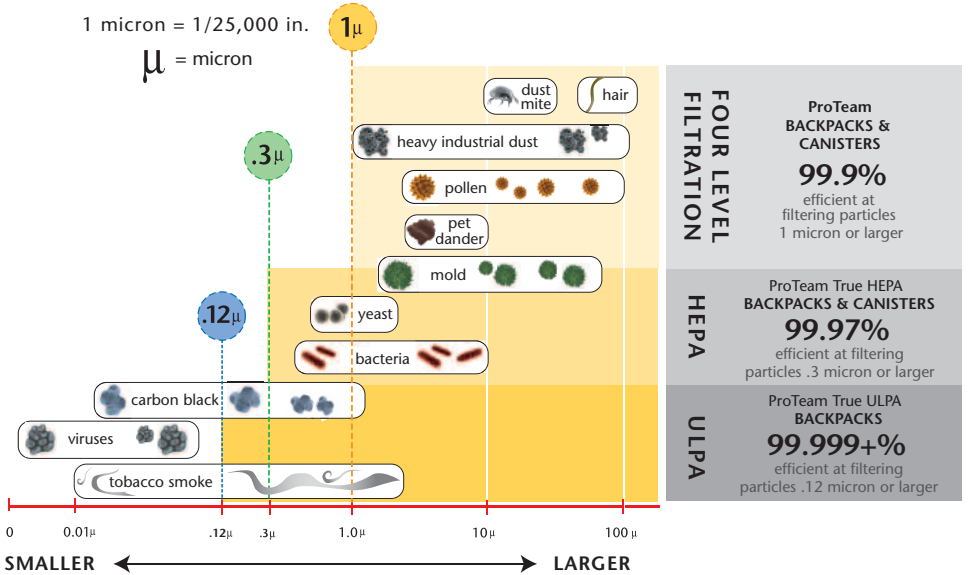 1 micron = 1/25,000 in.
μ = micron
1μ
.3μ
.12μ
dust
mite
hair
heavy industrial dust
pollen
pet
dander
mold
yeast
bacteria
carbon black
viruses
tobacco smoke
0
0.01μ
.12μ
.3μ
1.0μ
10μ
100μ
SMALLER
LARGER
FOUR LEVEL
FILTRATION
ProTeam
BACKPACKS &
CANISTERS
99.9%
efficient at
filtering particles
1 micron or larger
HEPA
ProTeam True HEPA
BACKPACKS & CANISTERS
99.97%
efficient at filtering
particles .3 micron or larger
ULPA
ProTeam True ULPA
BACKPACKS
99.999+%
efficient at filtering
particles .12 micron or larger